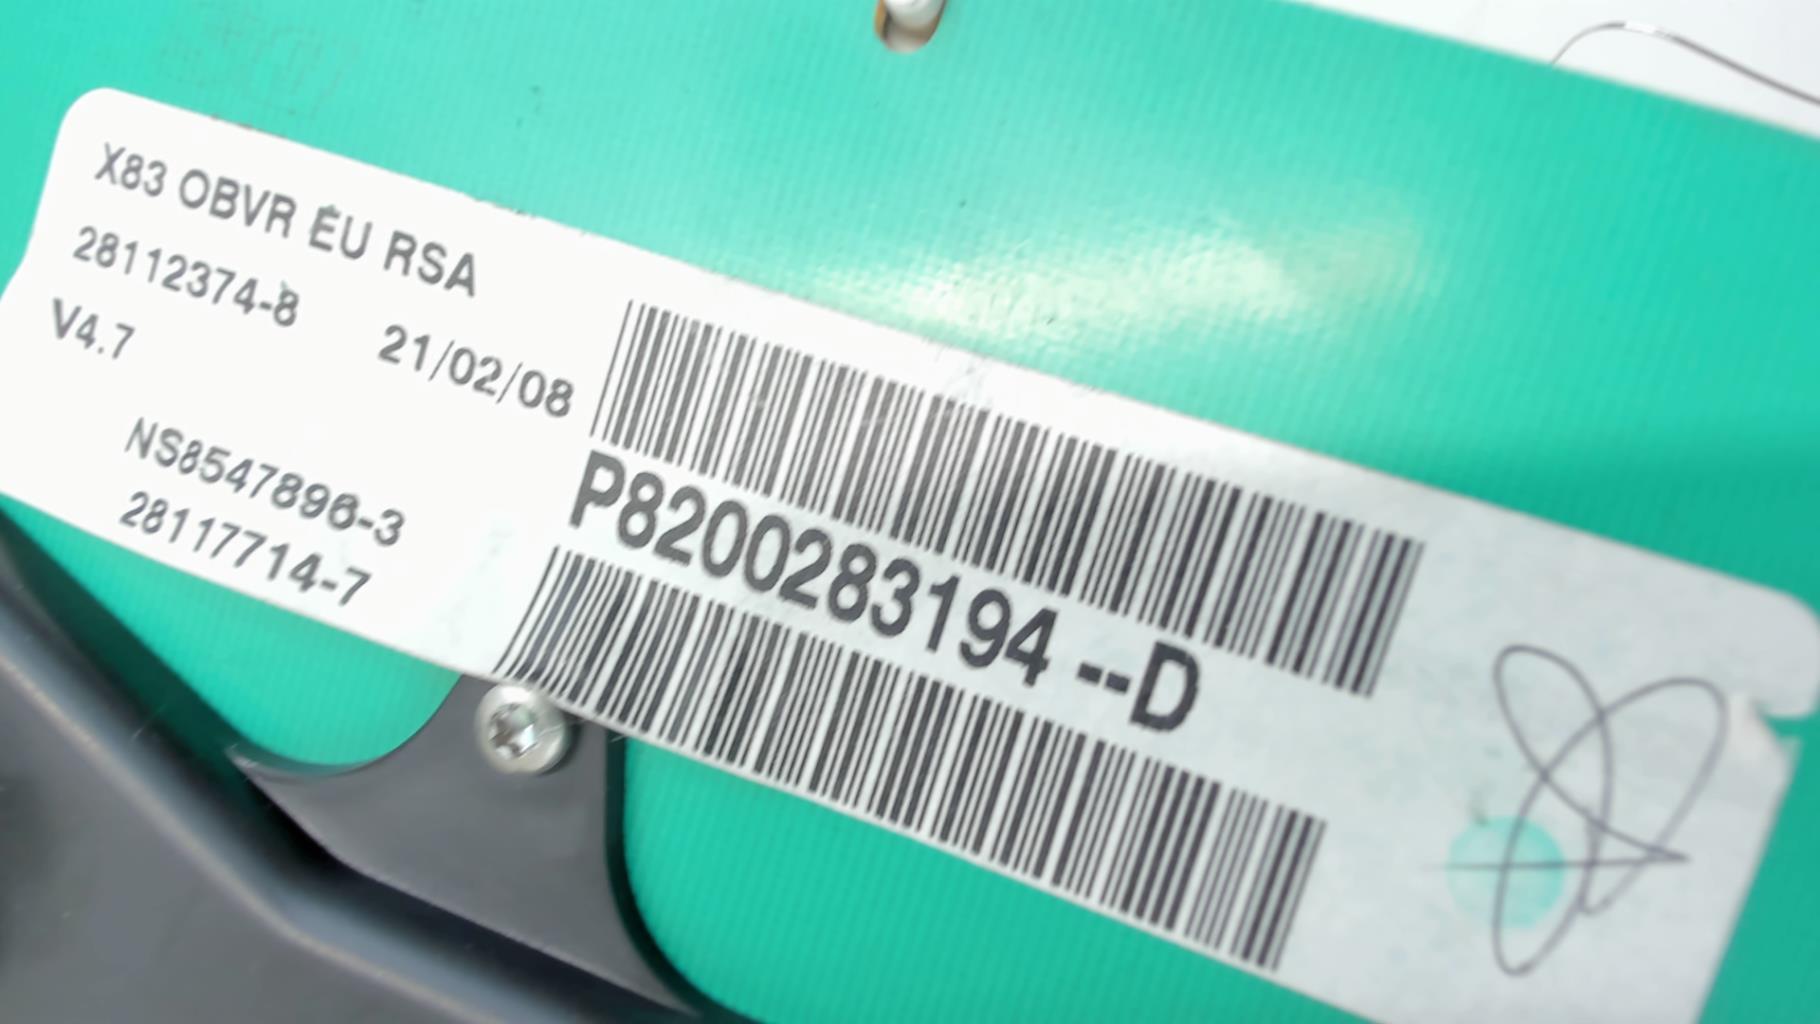 X83 OBVR EU RSA
28112374-8
21/02/08
V4.7
NS8547896-3
28117714-7
P8200283194 --D